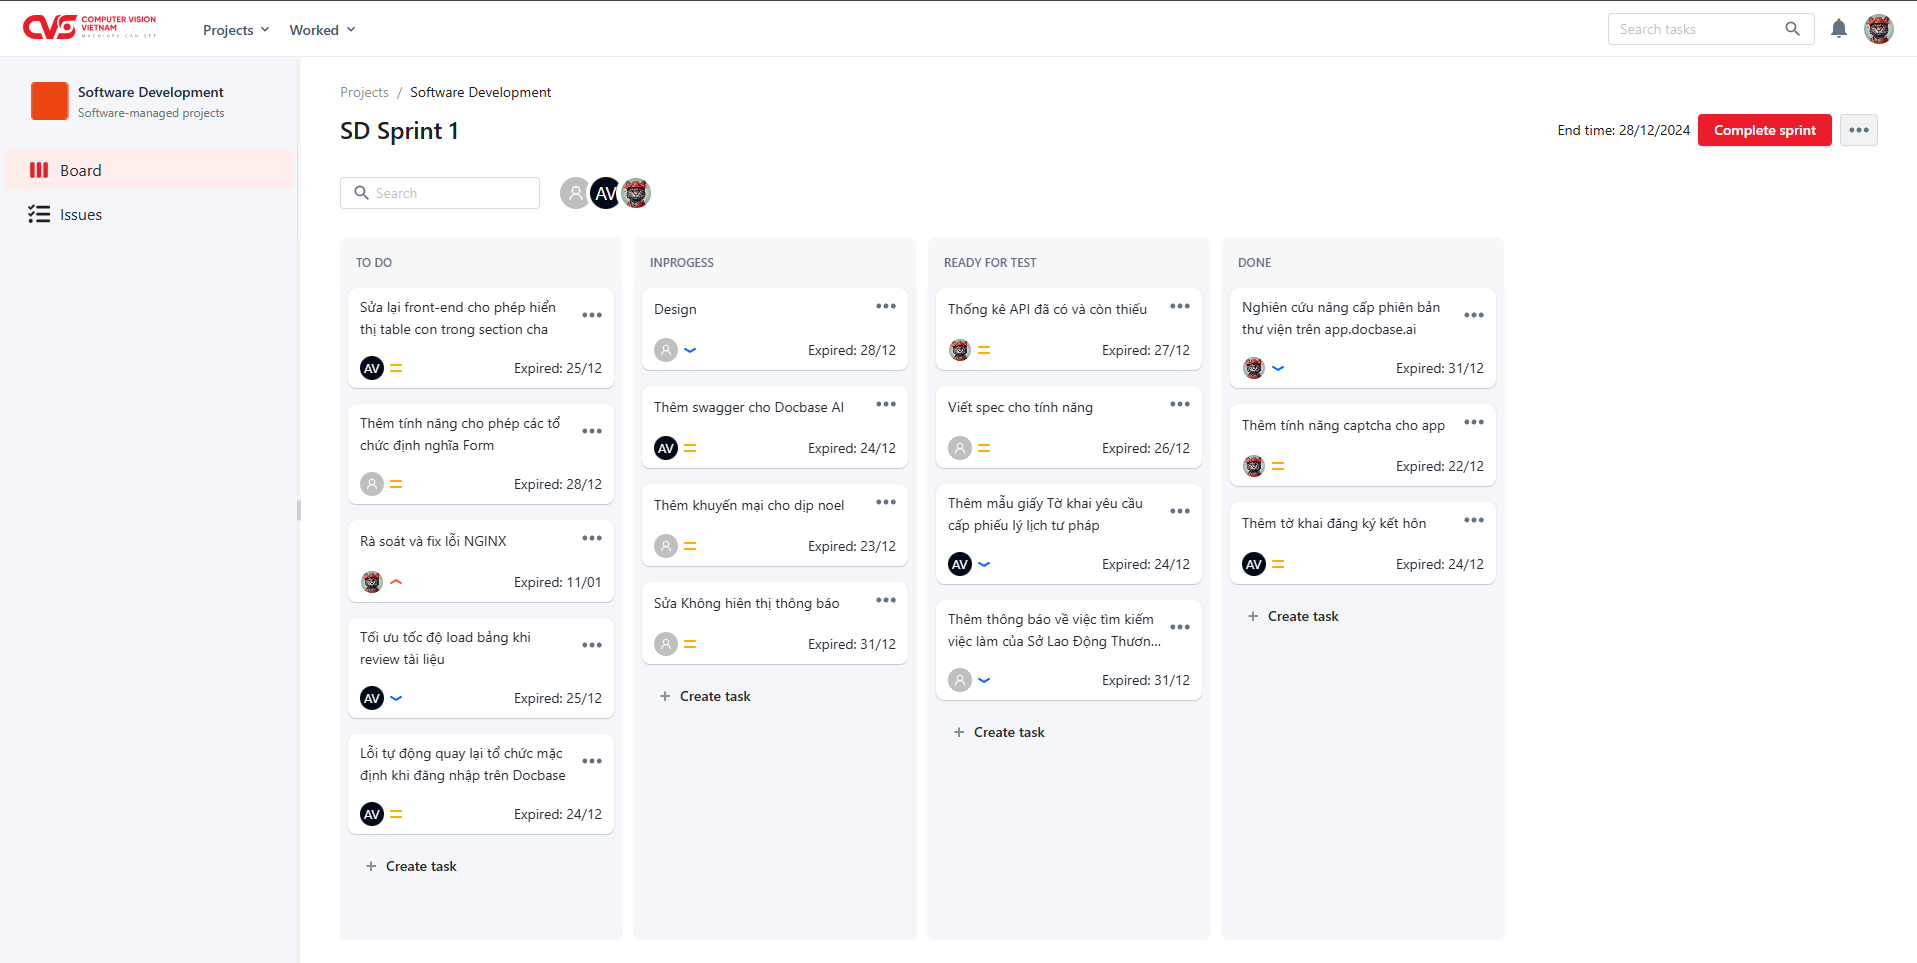 CVS COMPUTER VISION
VIETNAM
MACHINES CAN SEE
Projects
Worked
Search tasks
Software Development
Software-managed projects
Board
Issues
Projects / Software Development
SD Sprint 1
End time: 28/12/2024
Complete sprint
Search
AV
TO DO
Sửa lại front-end cho phép hiển
thị table con trong section cha
AV
Expired: 25/12
Thêm tính năng cho phép các tổ
chức định nghĩa Form
Expired: 28/12
Rà soát và fix lỗi NGINX
Expired: 11/01
Tối ưu tốc độ load bảng khi
review tài liệu
AV
Expired: 25/12
Lỗi tự động quay lại tổ chức mặc
định khi đăng nhập trên Docbase
AV
Expired: 24/12
+ Create task
INPROGESS
Design
Expired: 28/12
Thêm swagger cho Docbase AI
AV
Expired: 24/12
Thêm khuyến mại cho dịp noel
Expired: 23/12
Sửa Không hiên thị thông báo
Expired: 31/12
+ Create task
READY FOR TEST
Thống kê API đã có và còn thiếu
Expired: 27/12
Viết spec cho tính năng
Expired: 26/12
Thêm mẫu giấy Tờ khai yêu cầu
cấp phiếu lý lịch tư pháp
AV
Expired: 24/12
Thêm thông báo về việc tìm kiếm
việc làm của Sở Lao Động Thươn...
Expired: 31/12
+ Create task
DONE
Nghiên cứu nâng cấp phiên bản
thư viện trên app.docbase.ai
Expired: 31/12
Thêm tính năng captcha cho app
Expired: 22/12
Thêm tờ khai đăng ký kết hôn
AV
Expired: 24/12
+ Create task